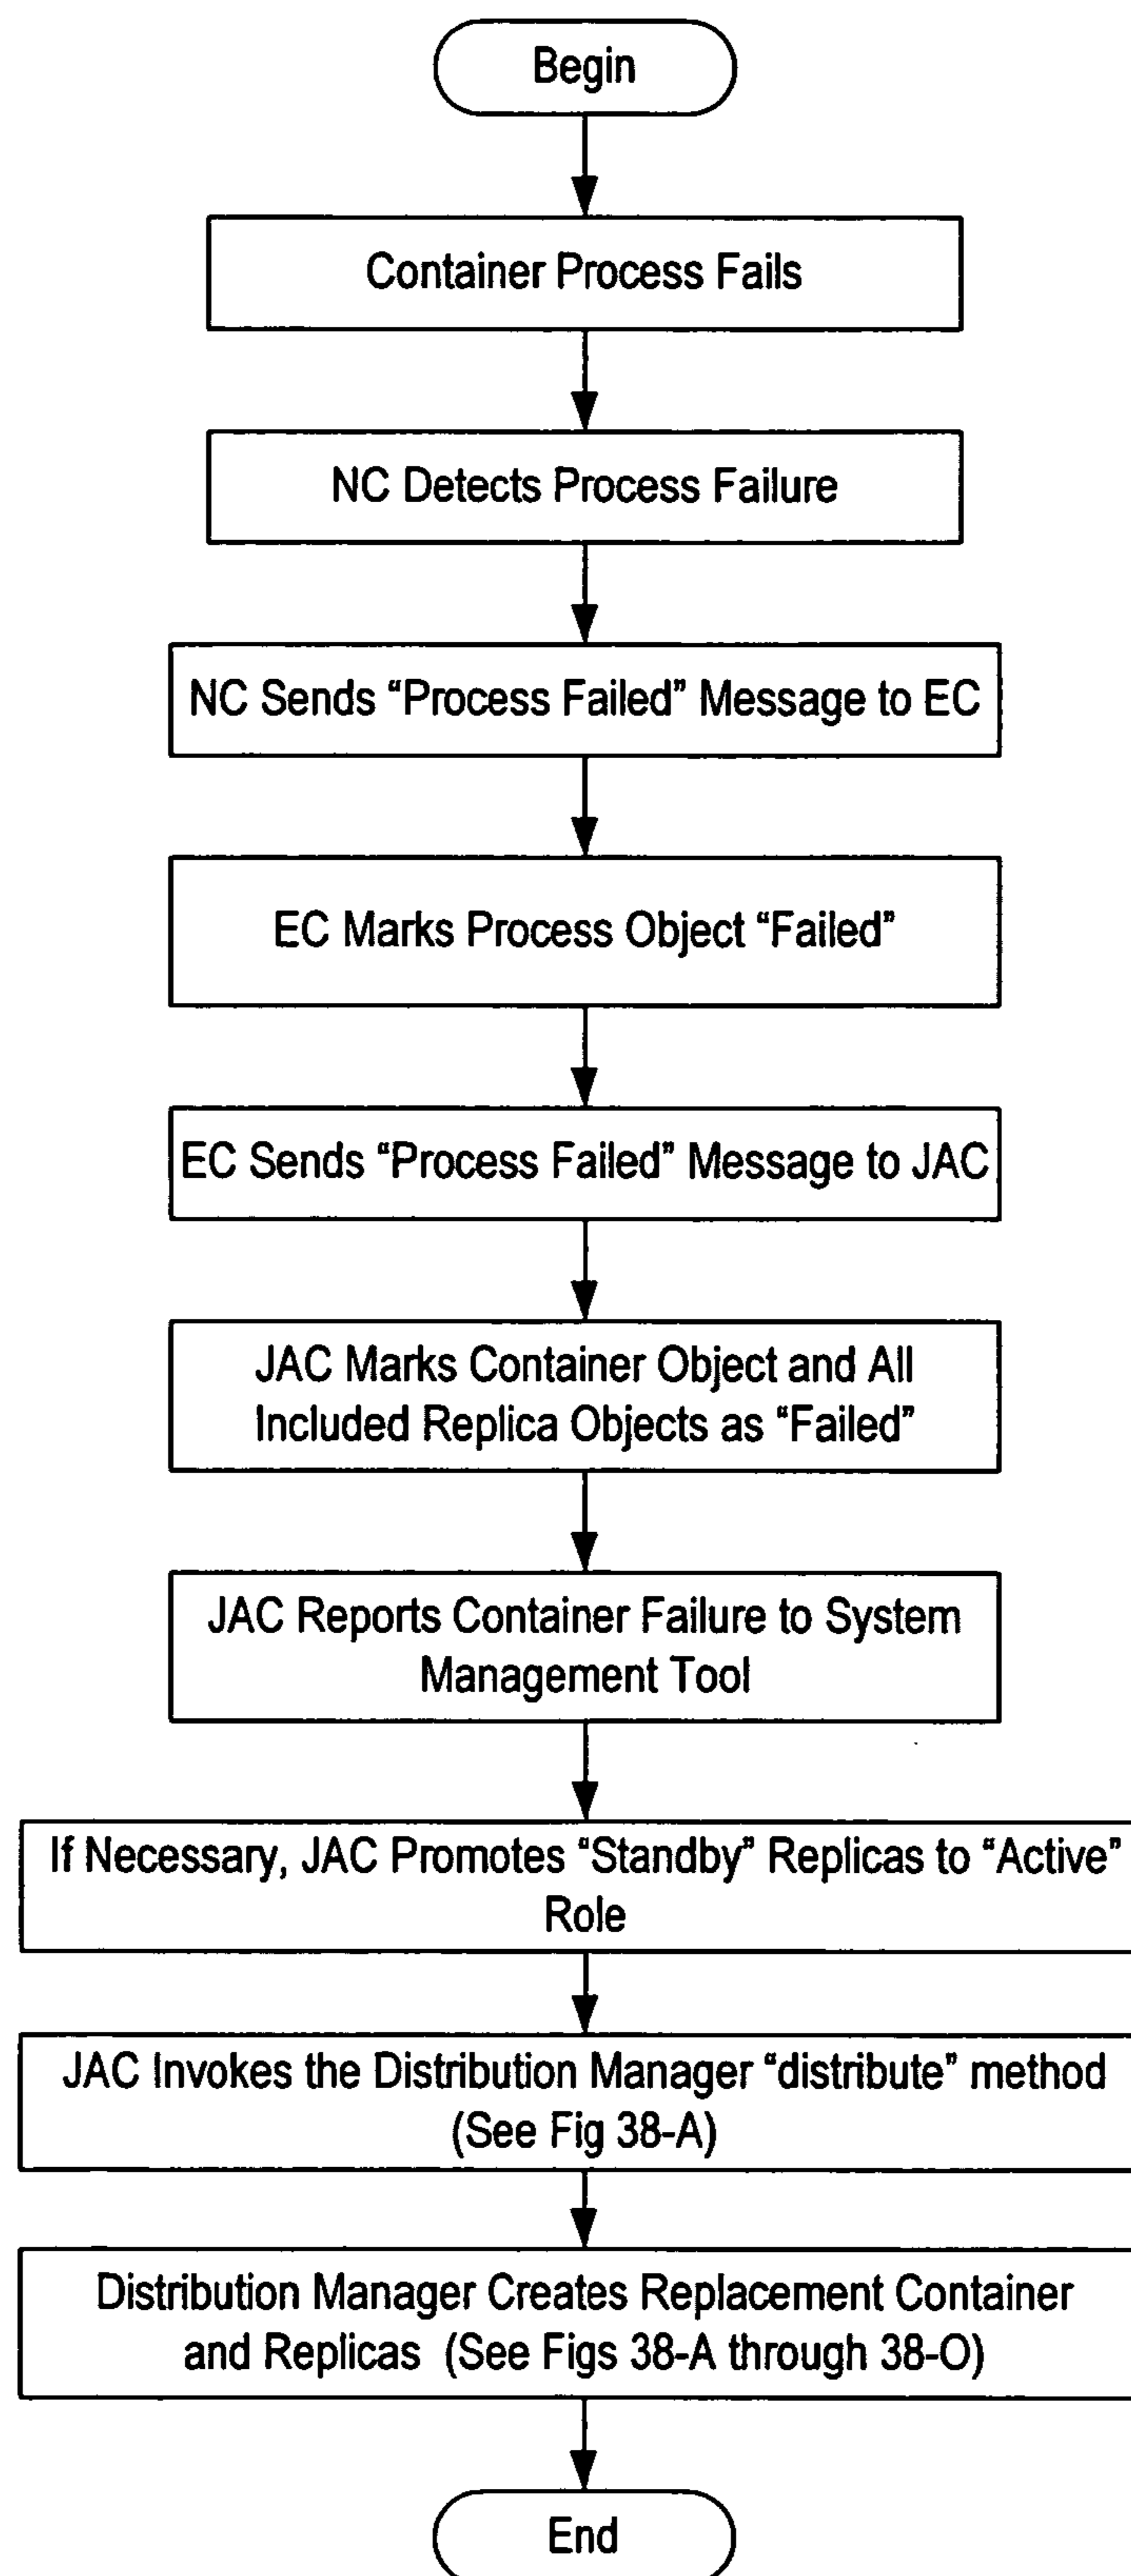 Begin
Container Process Fails
NC Detects Process Failure
NC Sends “Process Failed” Message to EC
EC Marks Process Object “Failed”
EC Sends “Process Failed” Message to JAC
JAC Marks Container Object and All
Included Replica Objects as “Failed”
JAC Reports Container Failure to System
Management Tool
If Necessary, JAC Promotes “Standby” Replicas to “Active”
Role
JAC Invokes the Distribution Manager “distribute” method
(See Fig 38-A)
Distribution Manager Creates Replacement Container
and Replicas (See Figs 38-A through 38-O)
End